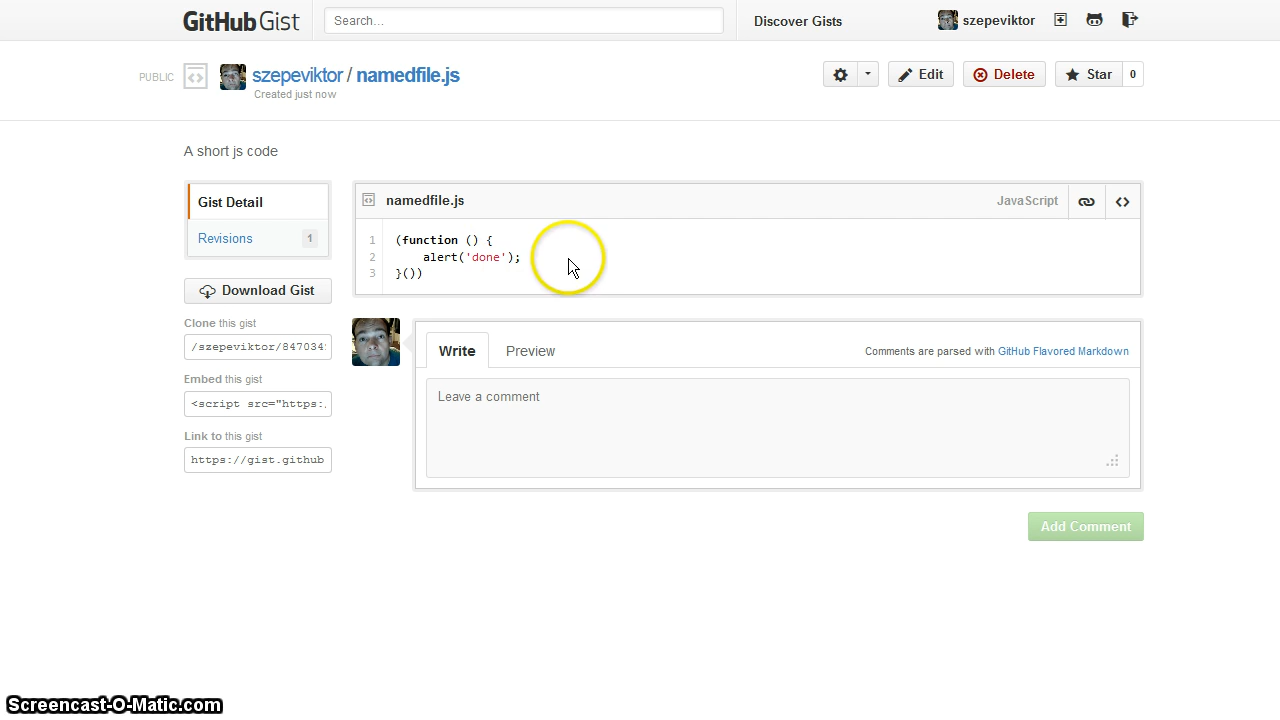 GitHub Gist
Search...
Discover Gists
szepeviktor
PUBLIC
szepeviktor / namedfile.js
Created just now
Edit
Delete
Star
0
A short js code
Gist Detail
Revisions
1
Download Gist
Clone this gist
/szepeviktor/847034
Embed this gist
<script src="https:/
Link to this gist
https://gist.github
namedfile.js
JavaScript
1 (function () {
2 alert('done');
3 }())
Write
Preview
Comments are parsed with GitHub Flavored Markdown
Leave a comment
Add Comment
Screencast-O-Matic.com